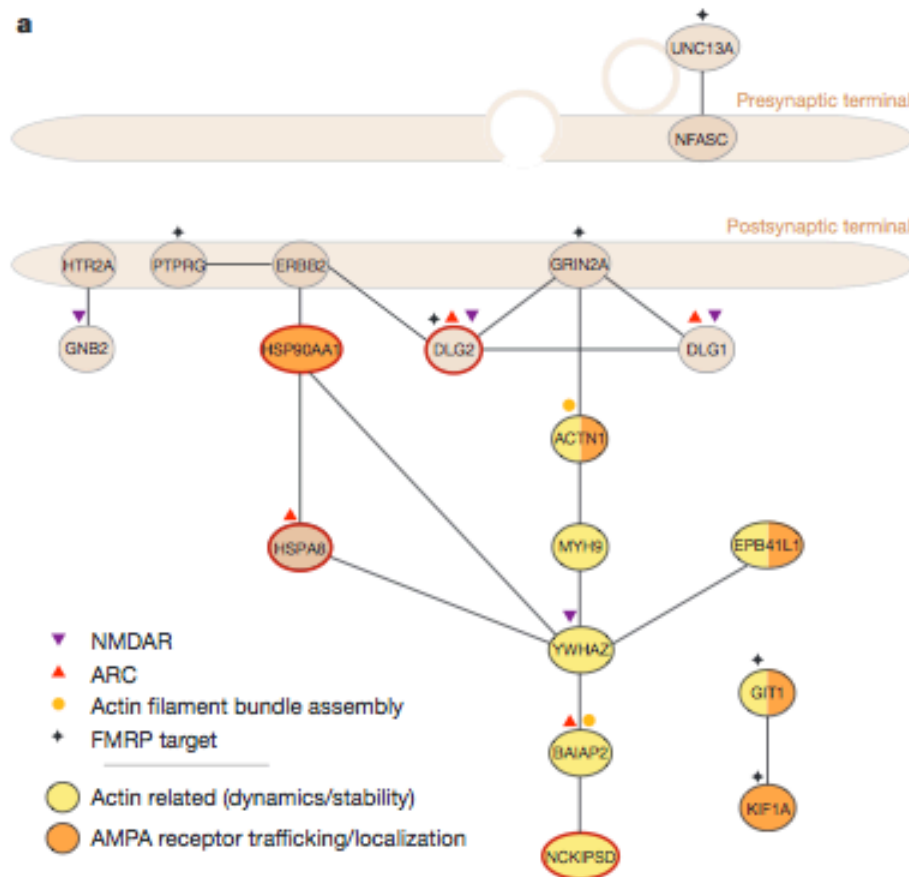 a
UNC13A
Presynaptic terminal
NFASC
Postsynaptic terminal
HTR2A
PTPRG
ERBB2
GRIN2A
GNB2
HSP90AA1
DLG2
DLG1
ACTN1
HSPA8
MYH9
EPB41L1
YWHAZ
NMDAR
ARC
Actin filament bundle assembly
FMRP target
GIT1
BAIAP2
Actin related (dynamics/stability)
KIF1A
AMPA receptor trafficking/localization
NCKIPSD